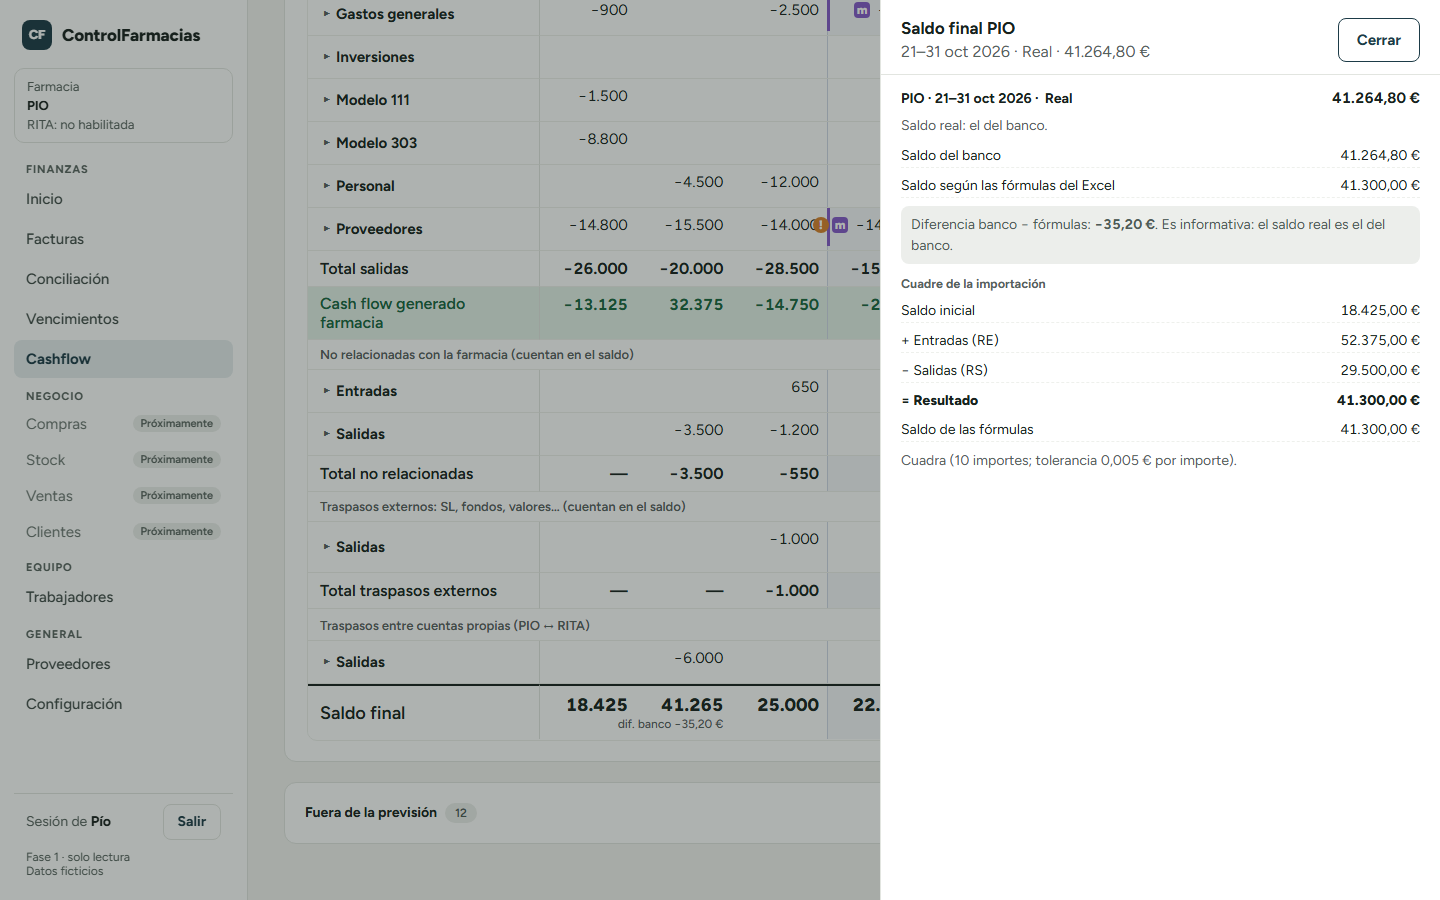 CF ControlFarmacias
Farmacia
PIO
RITA: no habilitada
FINANZAS
Inicio
Facturas
Conciliación
Vencimientos
Cashflow
NEGOCIO
Compras Próximamente
Stock Próximamente
Ventas Próximamente
Clientes Próximamente
EQUIPO
Trabajadores
GENERAL
Proveedores
Configuración
Sesión de Pío Salir
Fase 1 · solo lectura
Datos ficticios
▸ Gastos generales -900 -2.500 m
▸ Inversiones
▸ Modelo 111 -1.500
▸ Modelo 303 -8.800
▸ Personal -4.500 -12.000
▸ Proveedores -14.800 -15.500 -14.000 ! m -14
Total salidas -26.000 -20.000 -28.500 -15
Cash flow generado farmacia -13.125 32.375 -14.750 -2
No relacionadas con la farmacia (cuentan en el saldo)
▸ Entradas 650
▸ Salidas -3.500 -1.200
Total no relacionadas — -3.500 -550
Traspasos externos: SL, fondos, valores... (cuentan en el saldo)
▸ Salidas -1.000
Total traspasos externos — — -1.000
Traspasos entre cuentas propias (PIO ↔ RITA)
▸ Salidas -6.000
Saldo final 18.425 41.265 25.000 22.
dif. banco -35,20 €
Fuera de la previsión 12
Saldo final PIO
21–31 oct 2026 · Real · 41.264,80 €
Cerrar
PIO · 21–31 oct 2026 · Real 41.264,80 €
Saldo real: el del banco.
Saldo del banco 41.264,80 €
Saldo según las fórmulas del Excel 41.300,00 €
Diferencia banco - fórmulas: -35,20 €. Es informativa: el saldo real es el del
banco.
Cuadre de la importación
Saldo inicial 18.425,00 €
+ Entradas (RE) 52.375,00 €
- Salidas (RS) 29.500,00 €
= Resultado 41.300,00 €
Saldo de las fórmulas 41.300,00 €
Cuadra (10 importes; tolerancia 0,005 € por importe).